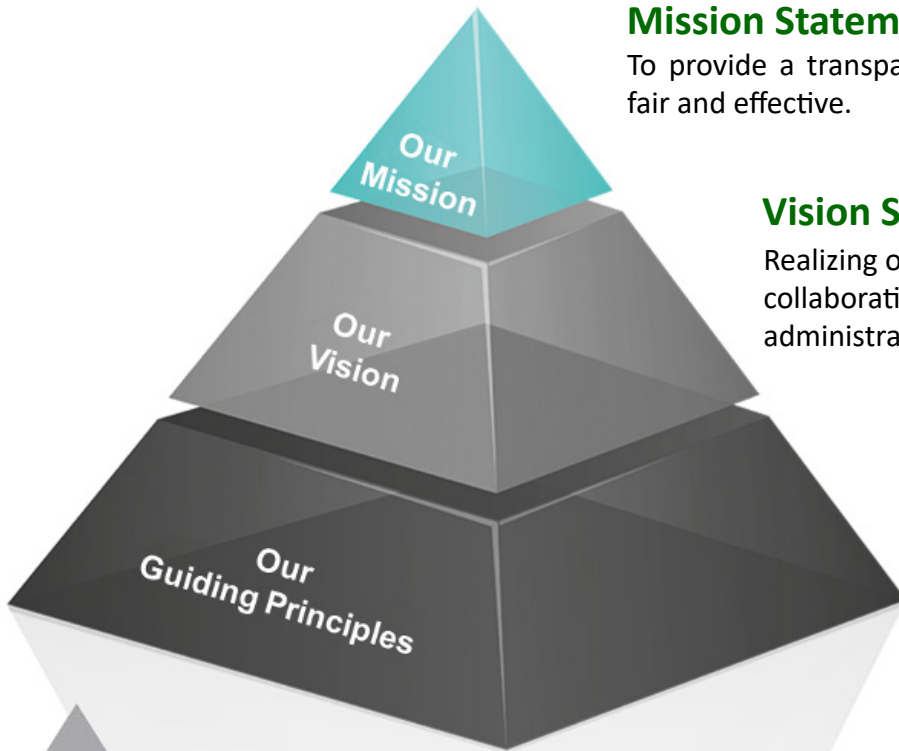 Mission Statem
To provide a transpa
fair and effective.
Our
Mission
Vision S
Realizing o
collaborati
administra
Our
Vision
Our
Guiding Principles